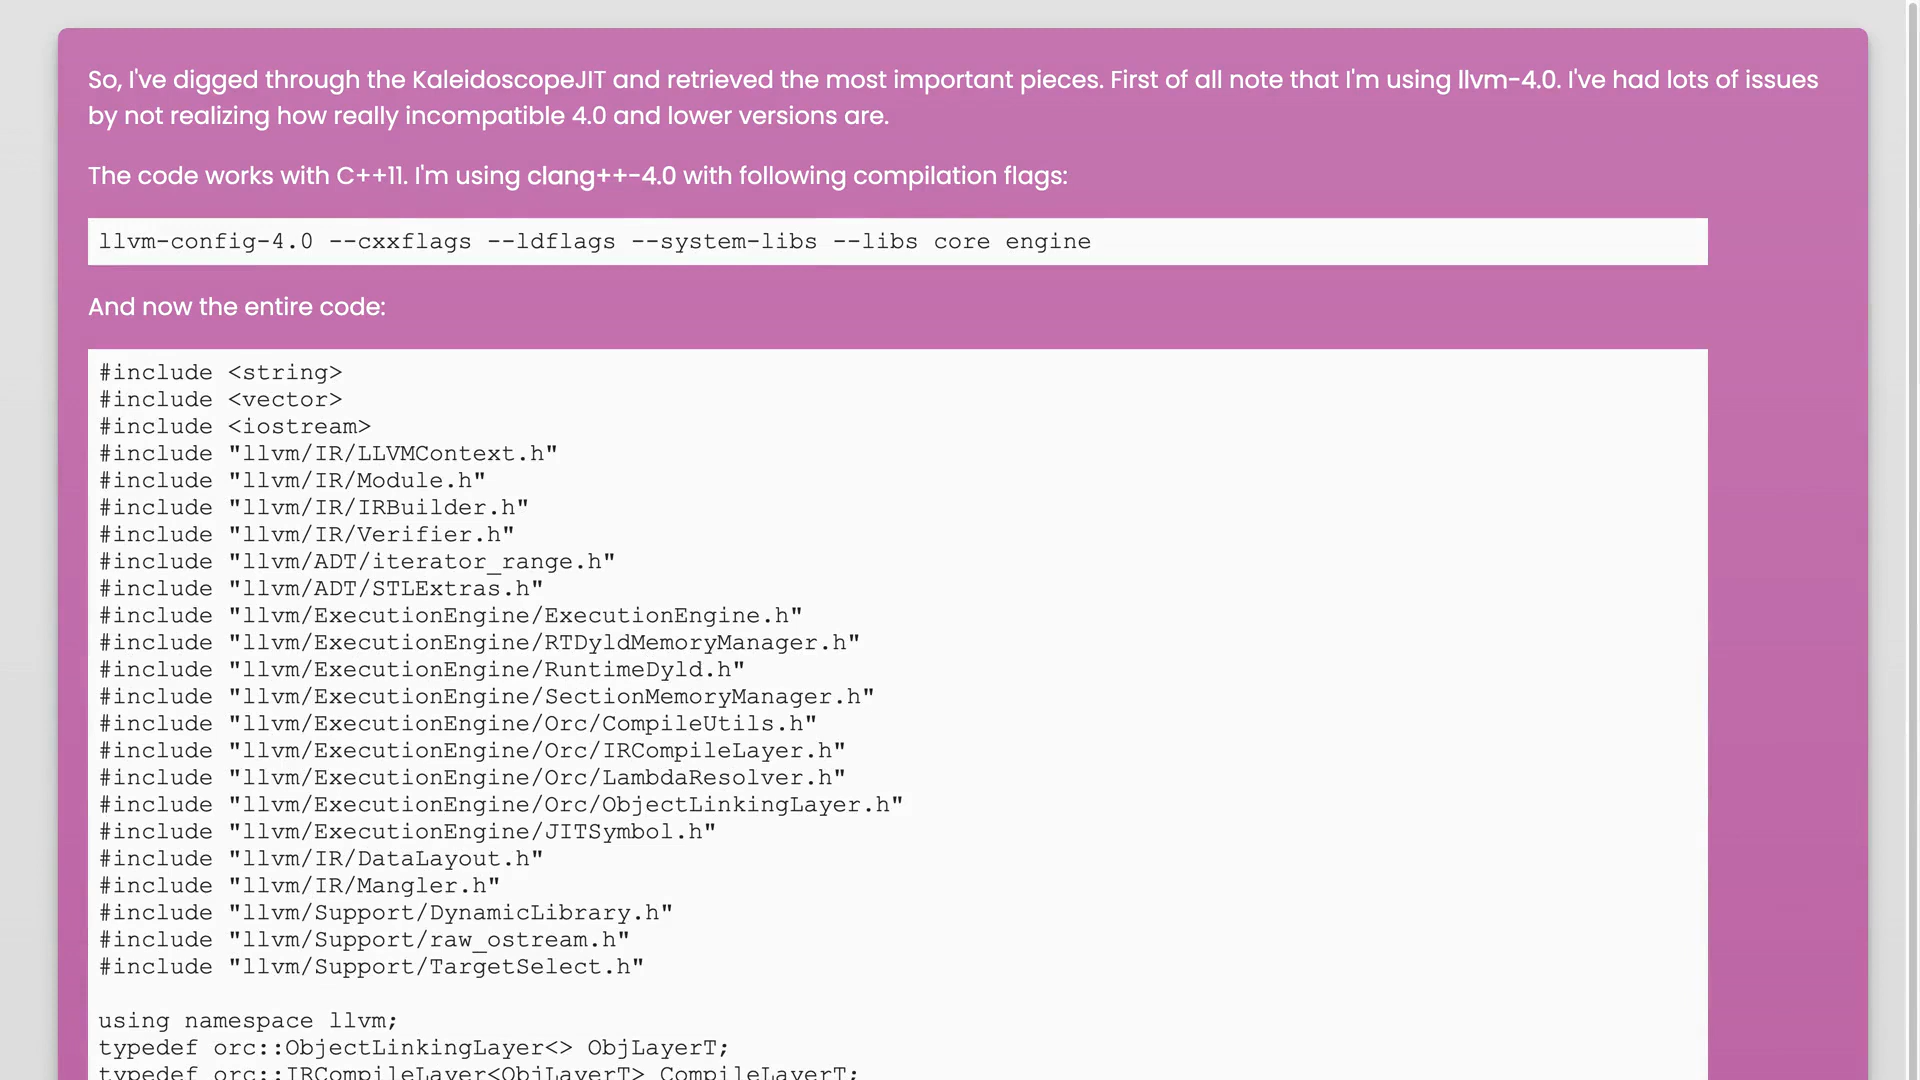 So, I've digged through the KaleidoscopeJIT and retrieved the most important pieces. First of all note that I'm using llvm-4.0. I've had lots of issues
by not realizing how really incompatible 4.0 and lower versions are.
The code works with C++11. I'm using clang++-4.0 with following compilation flags:
llvm-config-4.0 --cxxflags --ldflags --system-libs --libs core engine
And now the entire code:
#include <string>
#include <vector>
#include <iostream>
#include "llvm/IR/LLVMContext.h"
#include "llvm/IR/Module.h"
#include "llvm/IR/IRBuilder.h"
#include "llvm/IR/Verifier.h"
#include "llvm/ADT/iterator_range.h"
#include "llvm/ADT/STLExtras.h"
#include "llvm/ExecutionEngine/ExecutionEngine.h"
#include "llvm/ExecutionEngine/RTDyldMemoryManager.h"
#include "llvm/ExecutionEngine/RuntimeDyld.h"
#include "llvm/ExecutionEngine/SectionMemoryManager.h"
#include "llvm/ExecutionEngine/Orc/CompileUtils.h"
#include "llvm/ExecutionEngine/Orc/IRCompileLayer.h"
#include "llvm/ExecutionEngine/Orc/LambdaResolver.h"
#include "llvm/ExecutionEngine/Orc/ObjectLinkingLayer.h"
#include "llvm/ExecutionEngine/JITSymbol.h"
#include "llvm/IR/DataLayout.h"
#include "llvm/IR/Mangler.h"
#include "llvm/Support/DynamicLibrary.h"
#include "llvm/Support/raw_ostream.h"
#include "llvm/Support/TargetSelect.h"
using namespace llvm;
typedef orc::ObjectLinkingLayer<> ObjLayerT;
typedef orc::IRCompileLayer<ObjLayerT> CompileLayerT;